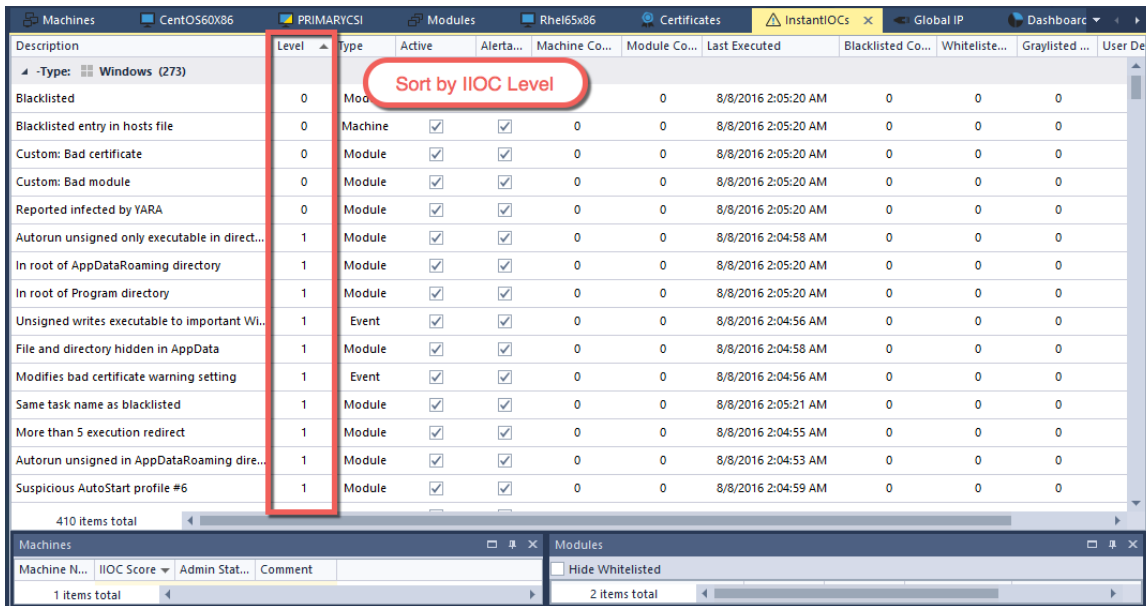 Machines CentOS60X86 PRIMARYCSI Modules Rhel65x86 Certificates InstantIOCs Global IP Dashboard
Description Level Type Active Alerta... Machine Co... Module Co... Last Executed Blacklisted Co... Whiteliste... Graylisted ... User De
-Type: Windows (273)
Sort by IIOC Level
Blacklisted 0 0 8/8/2016 2:05:20 AM 0 0 0
Blacklisted entry in hosts file 0 Machine 0 0 8/8/2016 2:05:20 AM 0 0 0
Custom: Bad certificate 0 Module 0 0 8/8/2016 2:05:20 AM 0 0 0
Custom: Bad module 0 Module 0 0 8/8/2016 2:05:20 AM 0 0 0
Reported infected by YARA 0 Module 0 0 8/8/2016 2:05:20 AM 0 0 0
Autorun unsigned only executable in direct... 1 Module 0 0 8/8/2016 2:04:58 AM 0 0 0
In root of AppDataRoaming directory 1 Module 0 0 8/8/2016 2:05:20 AM 0 0 0
In root of Program directory 1 Module 0 0 8/8/2016 2:05:20 AM 0 0 0
Unsigned writes executable to important Wi... 1 Event 0 0 8/8/2016 2:04:56 AM 0 0 0
File and directory hidden in AppData 1 Module 0 0 8/8/2016 2:04:58 AM 0 0 0
Modifies bad certificate warning setting 1 Event 0 0 8/8/2016 2:04:56 AM 0 0 0
Same task name as blacklisted 1 Module 0 0 8/8/2016 2:05:21 AM 0 0 0
More than 5 execution redirect 1 Module 0 0 8/8/2016 2:04:55 AM 0 0 0
Autorun unsigned in AppDataRoaming dire... 1 Module 0 0 8/8/2016 2:04:53 AM 0 0 0
Suspicious AutoStart profile #6 1 Module 0 0 8/8/2016 2:04:59 AM 0 0 0
410 items total
Machines Modules
Machine N... IIOC Score Admin Stat... Comment Hide Whitelisted
1 items total 2 items total